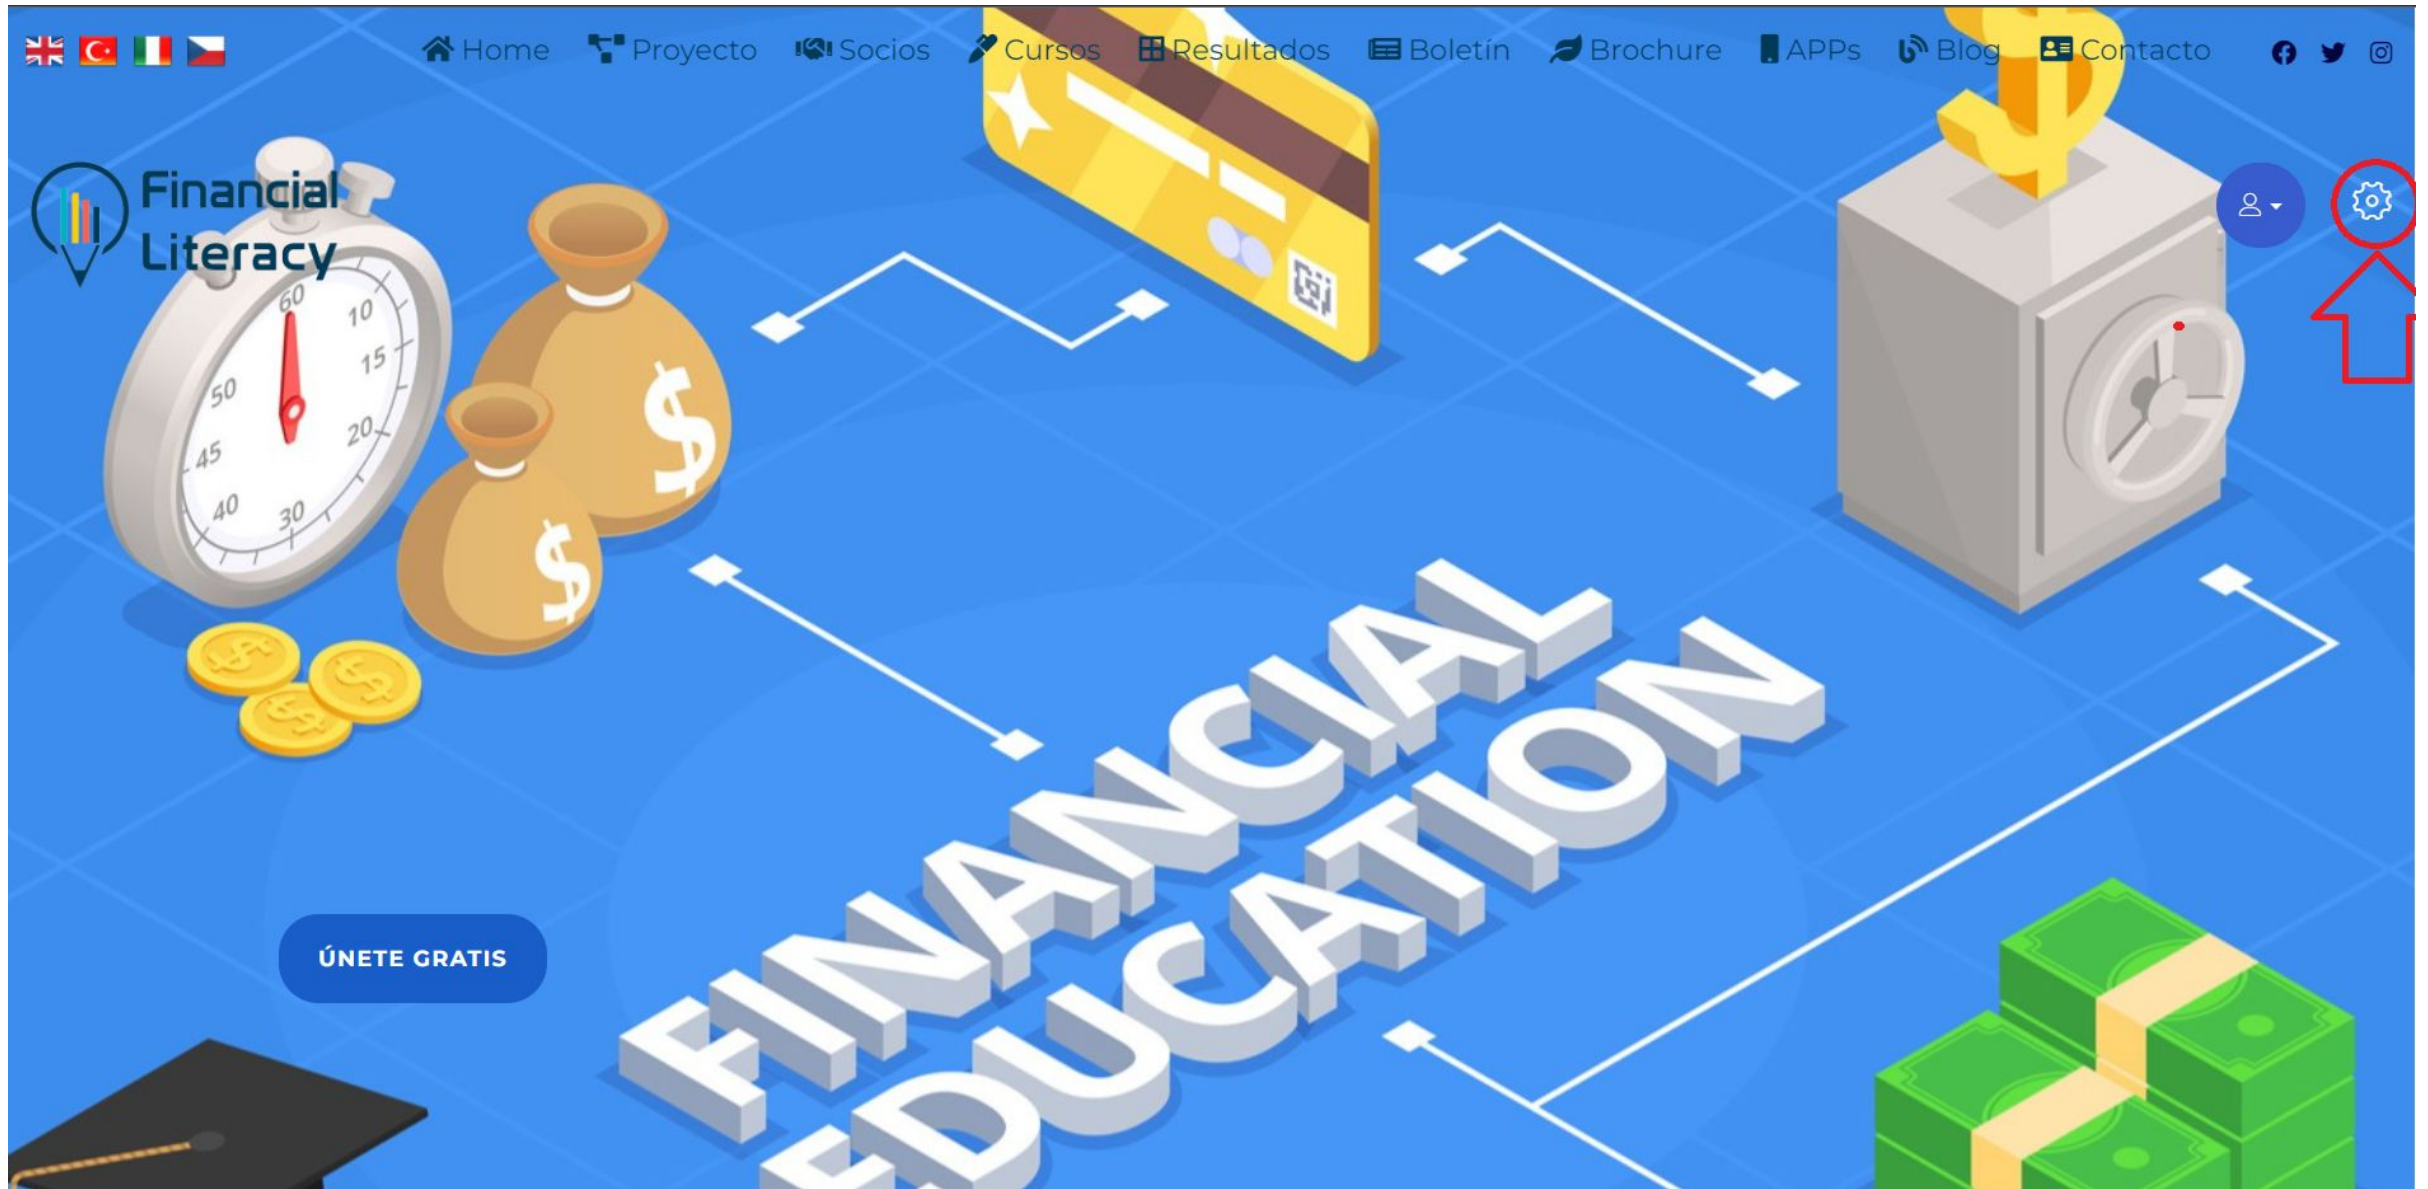 Home Proyecto Socios Cursos Resultados Boletín Brochure APPs Blog Contacto
Financial
Literacy
60
10
15
20
30
40
45
50
$
$
FINANCIAL
EDUCATION
ÚNETE GRATIS